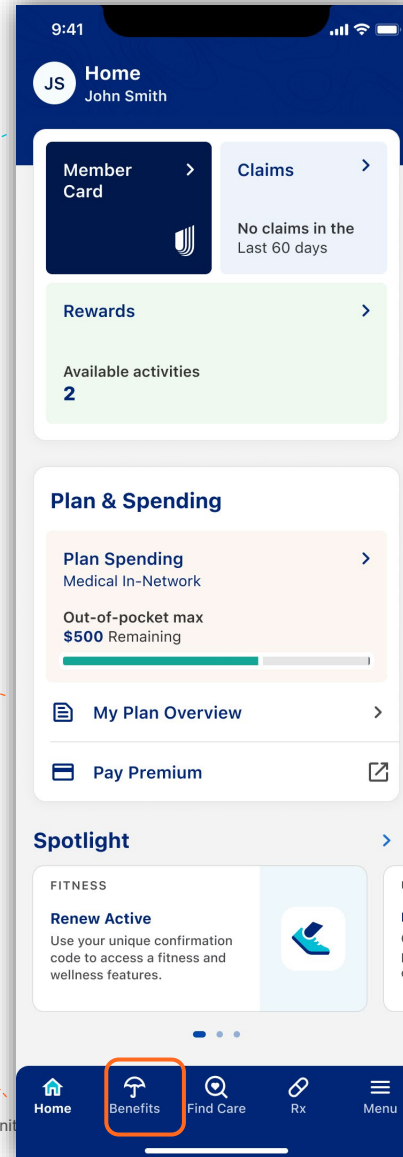 9:41
JS
Home
John Smith
Member
Card
Claims
No claims in the
Last 60 days
Rewards
Available activities
2
Plan & Spending
Plan Spending
Medical In-Network
Out-of-pocket max
$500 Remaining
My Plan Overview
Pay Premium
Spotlight
FITNESS
Renew Active
Use your unique confirmation
code to access a fitness and
wellness features.
Home
Benefits
Find Care
Rx
Menu